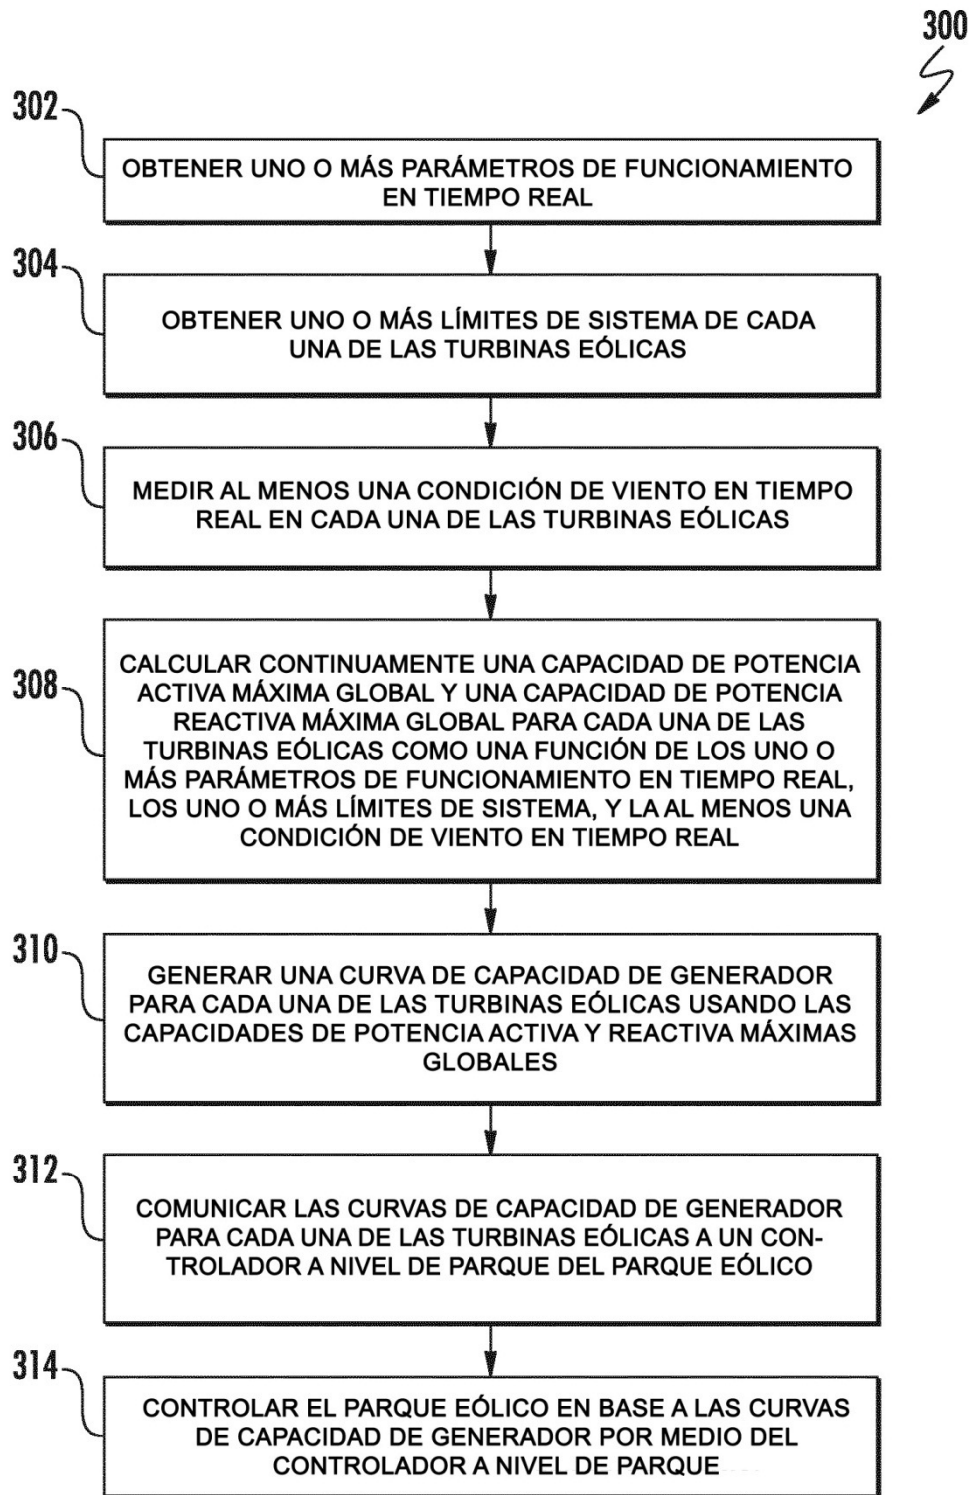 300
302
OBTENER UNO O MÁS PARÁMETROS DE FUNCIONAMIENTO
EN TIEMPO REAL
304
OBTENER UNO O MÁS LÍMITES DE SISTEMA DE CADA
UNA DE LAS TURBINAS EÓLICAS
306
MEDIR AL MENOS UNA CONDICIÓN DE VIENTO EN TIEMPO
REAL EN CADA UNA DE LAS TURBINAS EÓLICAS
308
CALCULAR CONTINUAMENTE UNA CAPACIDAD DE POTENCIA
ACTIVA MÁXIMA GLOBAL Y UNA CAPACIDAD DE POTENCIA
REACTIVA MÁXIMA GLOBAL PARA CADA UNA DE LAS
TURBINAS EÓLICAS COMO UNA FUNCIÓN DE LOS UNO O
MÁS PARÁMETROS DE FUNCIONAMIENTO EN TIEMPO REAL,
LOS UNO O MÁS LÍMITES DE SISTEMA, Y LA AL MENOS UNA
CONDICIÓN DE VIENTO EN TIEMPO REAL
310
GENERAR UNA CURVA DE CAPACIDAD DE GENERADOR
PARA CADA UNA DE LAS TURBINAS EÓLICAS USANDO LAS
CAPACIDADES DE POTENCIA ACTIVA Y REACTIVA MÁXIMAS
GLOBALES
312
COMUNICAR LAS CURVAS DE CAPACIDAD DE GENERADOR
PARA CADA UNA DE LAS TURBINAS EÓLICAS A UN CON-
TROLADOR A NIVEL DE PARQUE DEL PARQUE EÓLICO
314
CONTROLAR EL PARQUE EÓLICO EN BASE A LAS CURVAS
DE CAPACIDAD DE GENERADOR POR MEDIO DEL
CONTROLADOR A NIVEL DE PARQUE